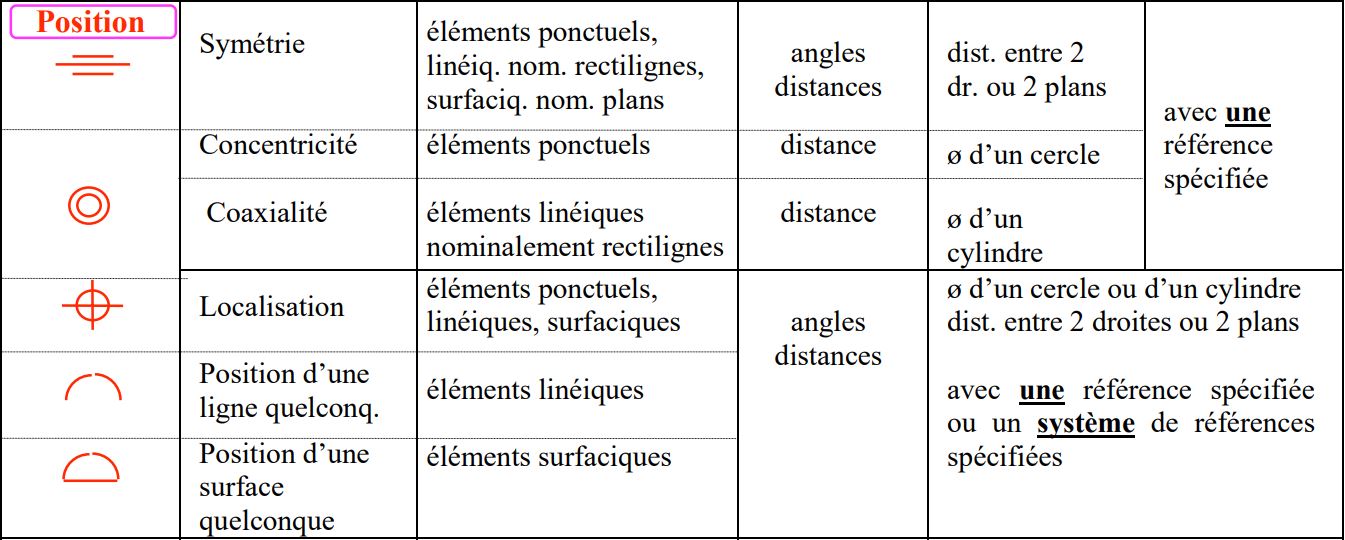 Position
Symétrie
éléments ponctuels,
linéiq. nom. rectilignes,
surfaciq. nom. plans
angles
distances
dist. entre 2
dr. ou 2 plans
avec une
référence
spécifiée
Concentricité
éléments ponctuels
distance
ø d’un cercle
Coaxialité
éléments linéiques
nominalement rectilignes
distance
ø d’un
cylindre
Localisation
éléments ponctuels,
linéiques, surfaciques
angles
distances
ø d’un cercle ou d’un cylindre
dist. entre 2 droites ou 2 plans
avec une référence spécifiée
ou un système de références
spécifiées
Position d’une
ligne quelconq.
éléments linéiques
Position d’une
surface
quelconque
éléments surfaciques